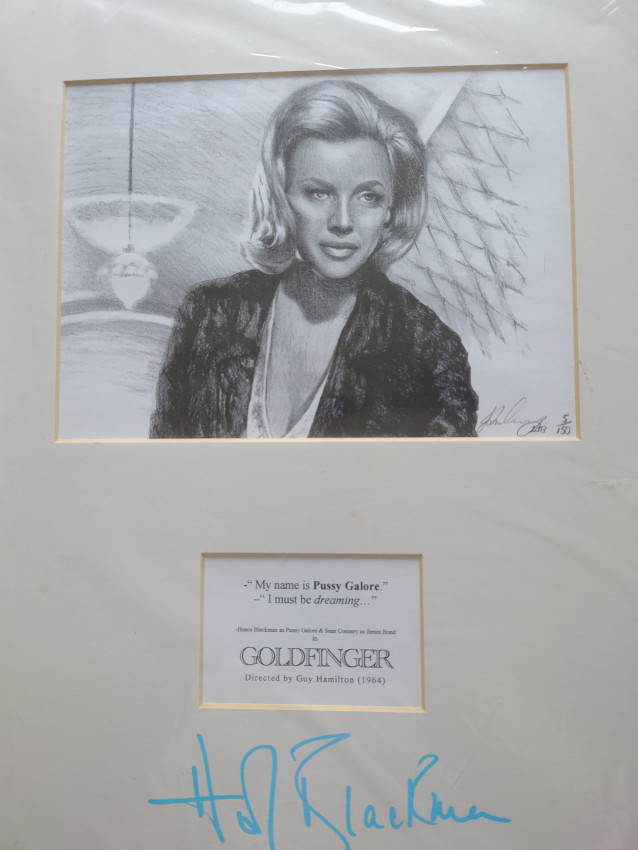 2013
5
150
-“ My name is Pussy Galore.”
–“ I must be dreaming…”
-Honor Blackman as Pussy Galore & Sean Connery as James Bond
in
GOLDFINGER
Directed by Guy Hamilton (1964)
Blackman